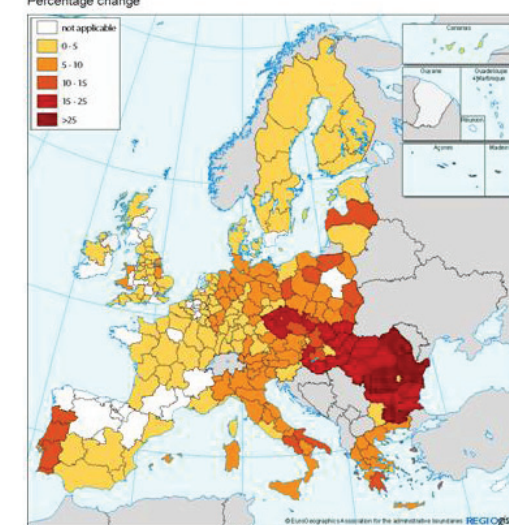 Percentage change
not applicable
0 - 5
5 - 10
10 - 15
15 - 25
>25
Canarias
Guyane
Guadeloupe
Martinique
Réunion
Açores
Madeira
© EuroGeographics Association for the administrative boundaries